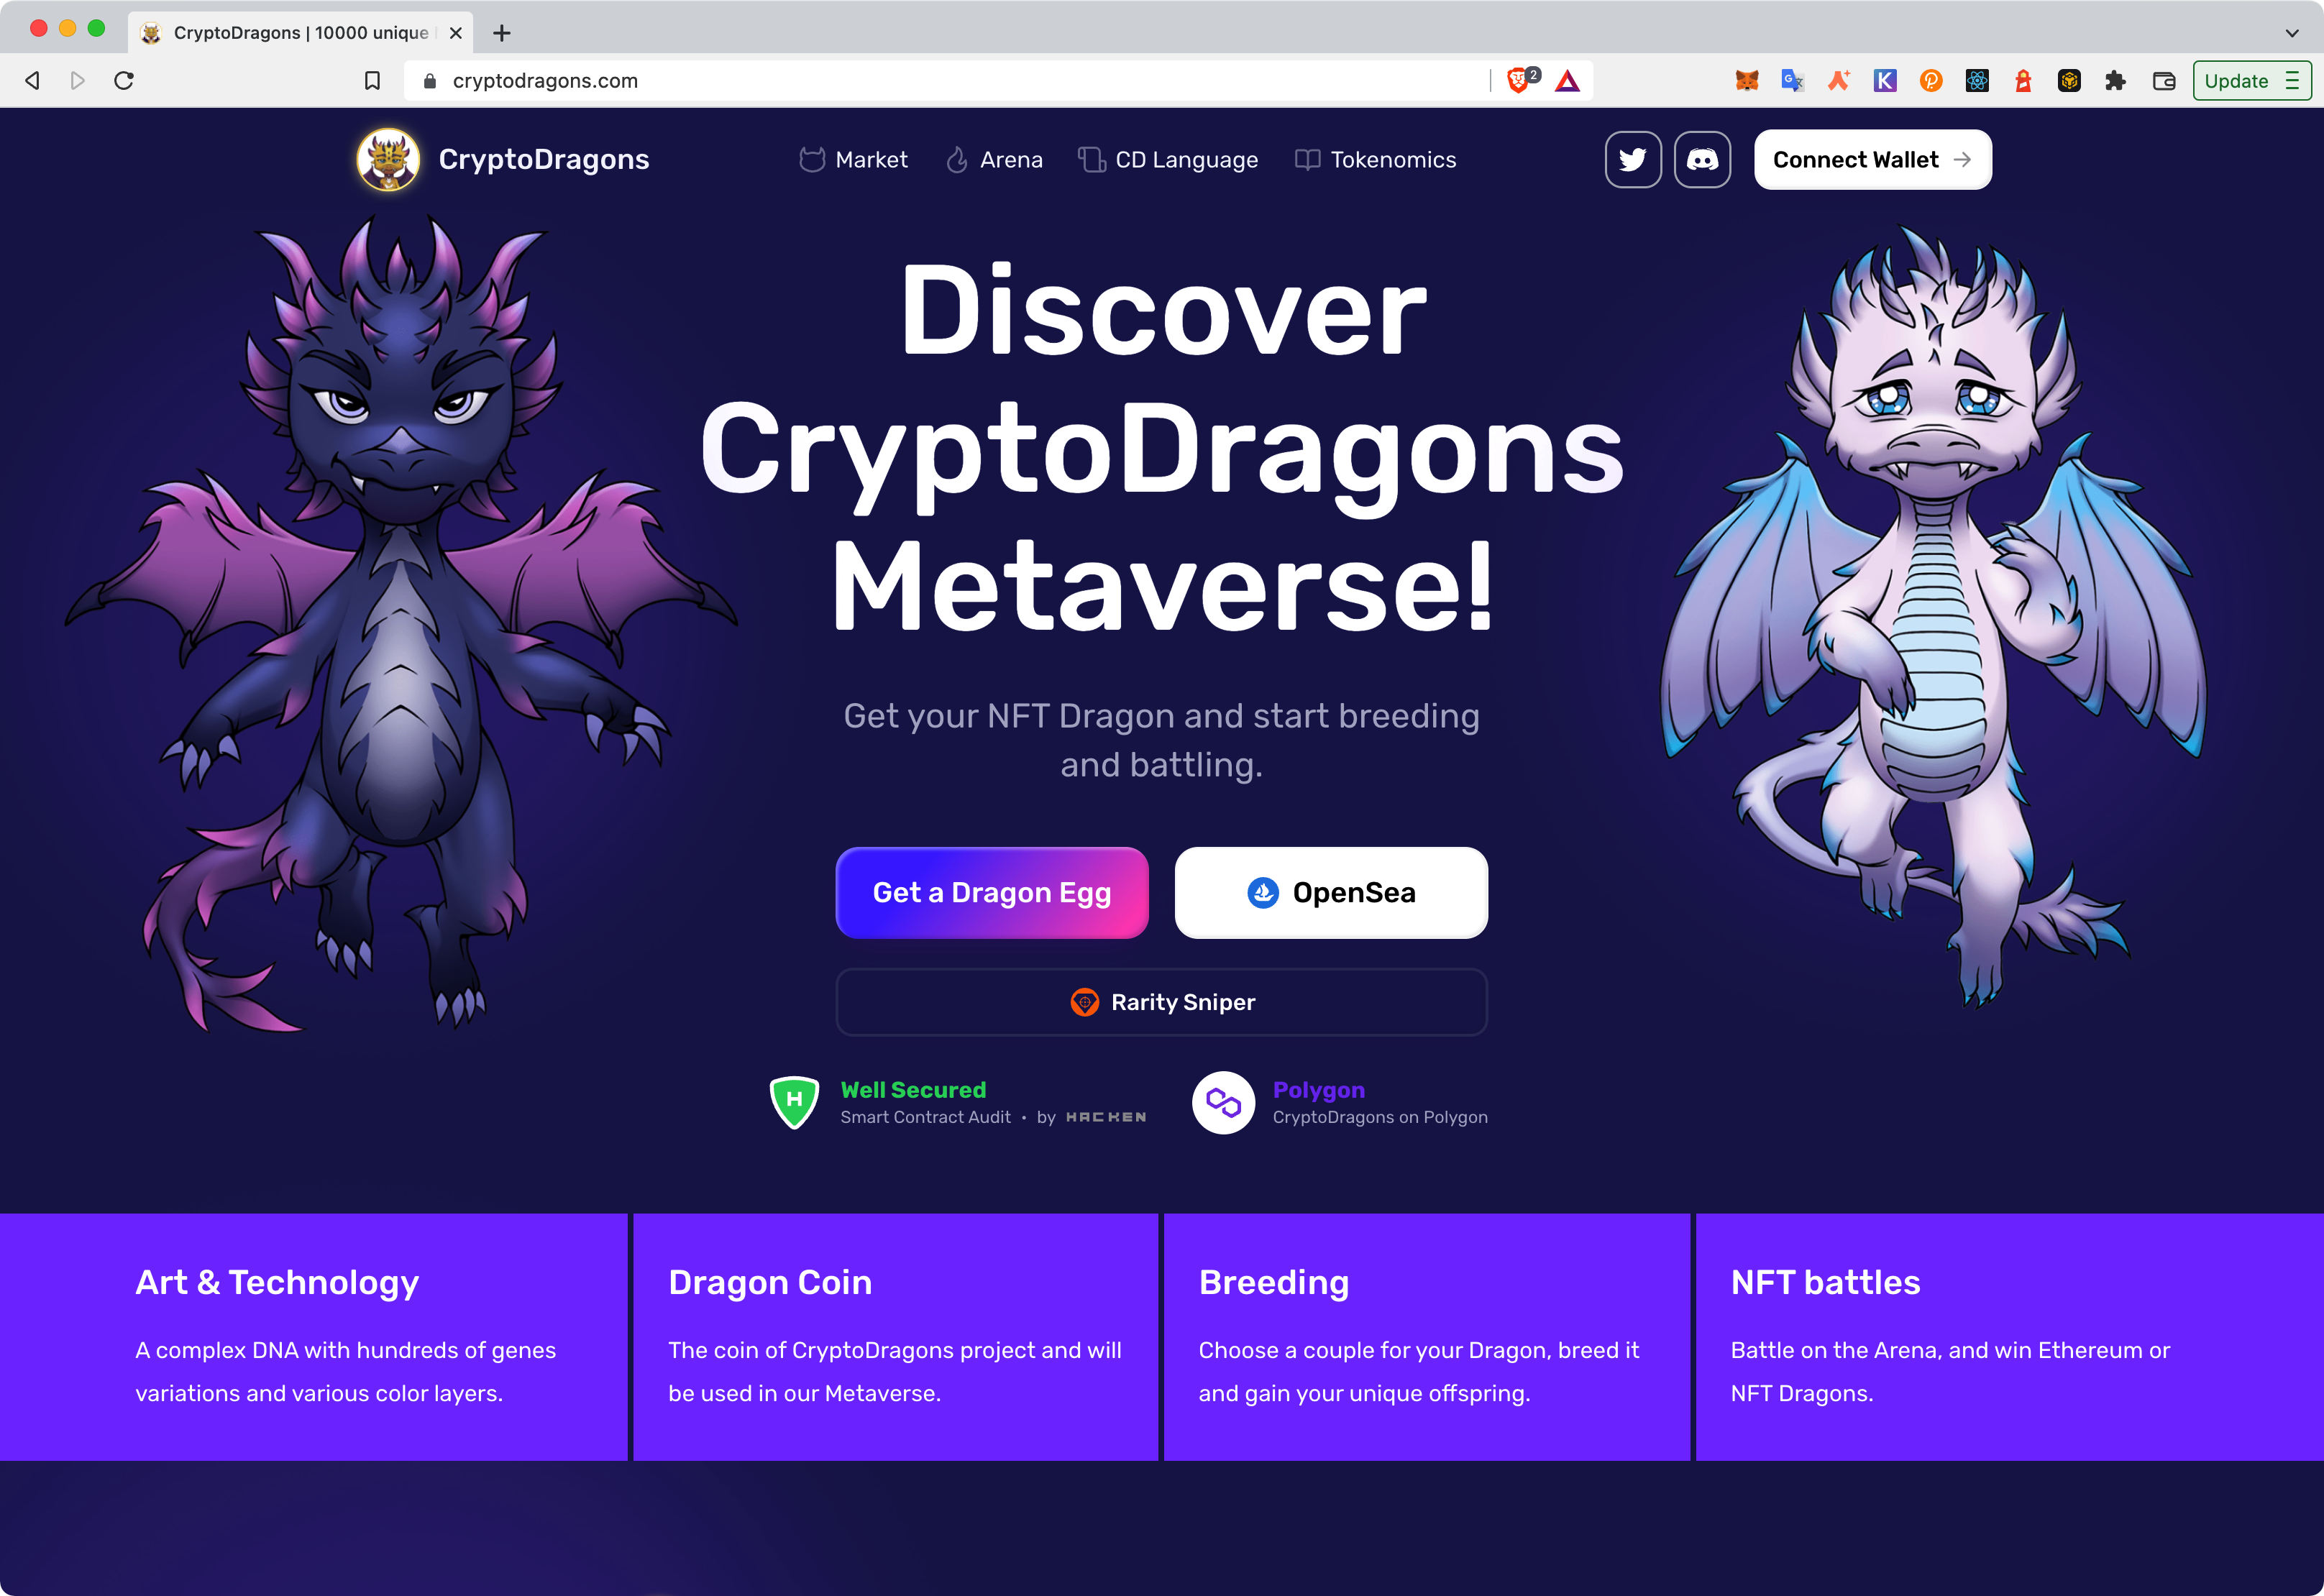 CryptoDragons | 10000 unique
cryptodragons.com
2
Update
CryptoDragons
Market
Arena
CD Language
Tokenomics
Connect Wallet
Discover
CryptoDragons
Metaverse!
Get your NFT Dragon and start breeding
and battling.
Get a Dragon Egg
OpenSea
Rarity Sniper
H
Well Secured
Smart Contract Audit • by HACKEN
Polygon
CryptoDragons on Polygon
Art & Technology
A complex DNA with hundreds of genes
variations and various color layers.
Dragon Coin
The coin of CryptoDragons project and will
be used in our Metaverse.
Breeding
Choose a couple for your Dragon, breed it
and gain your unique offspring.
NFT battles
Battle on the Arena, and win Ethereum or
NFT Dragons.